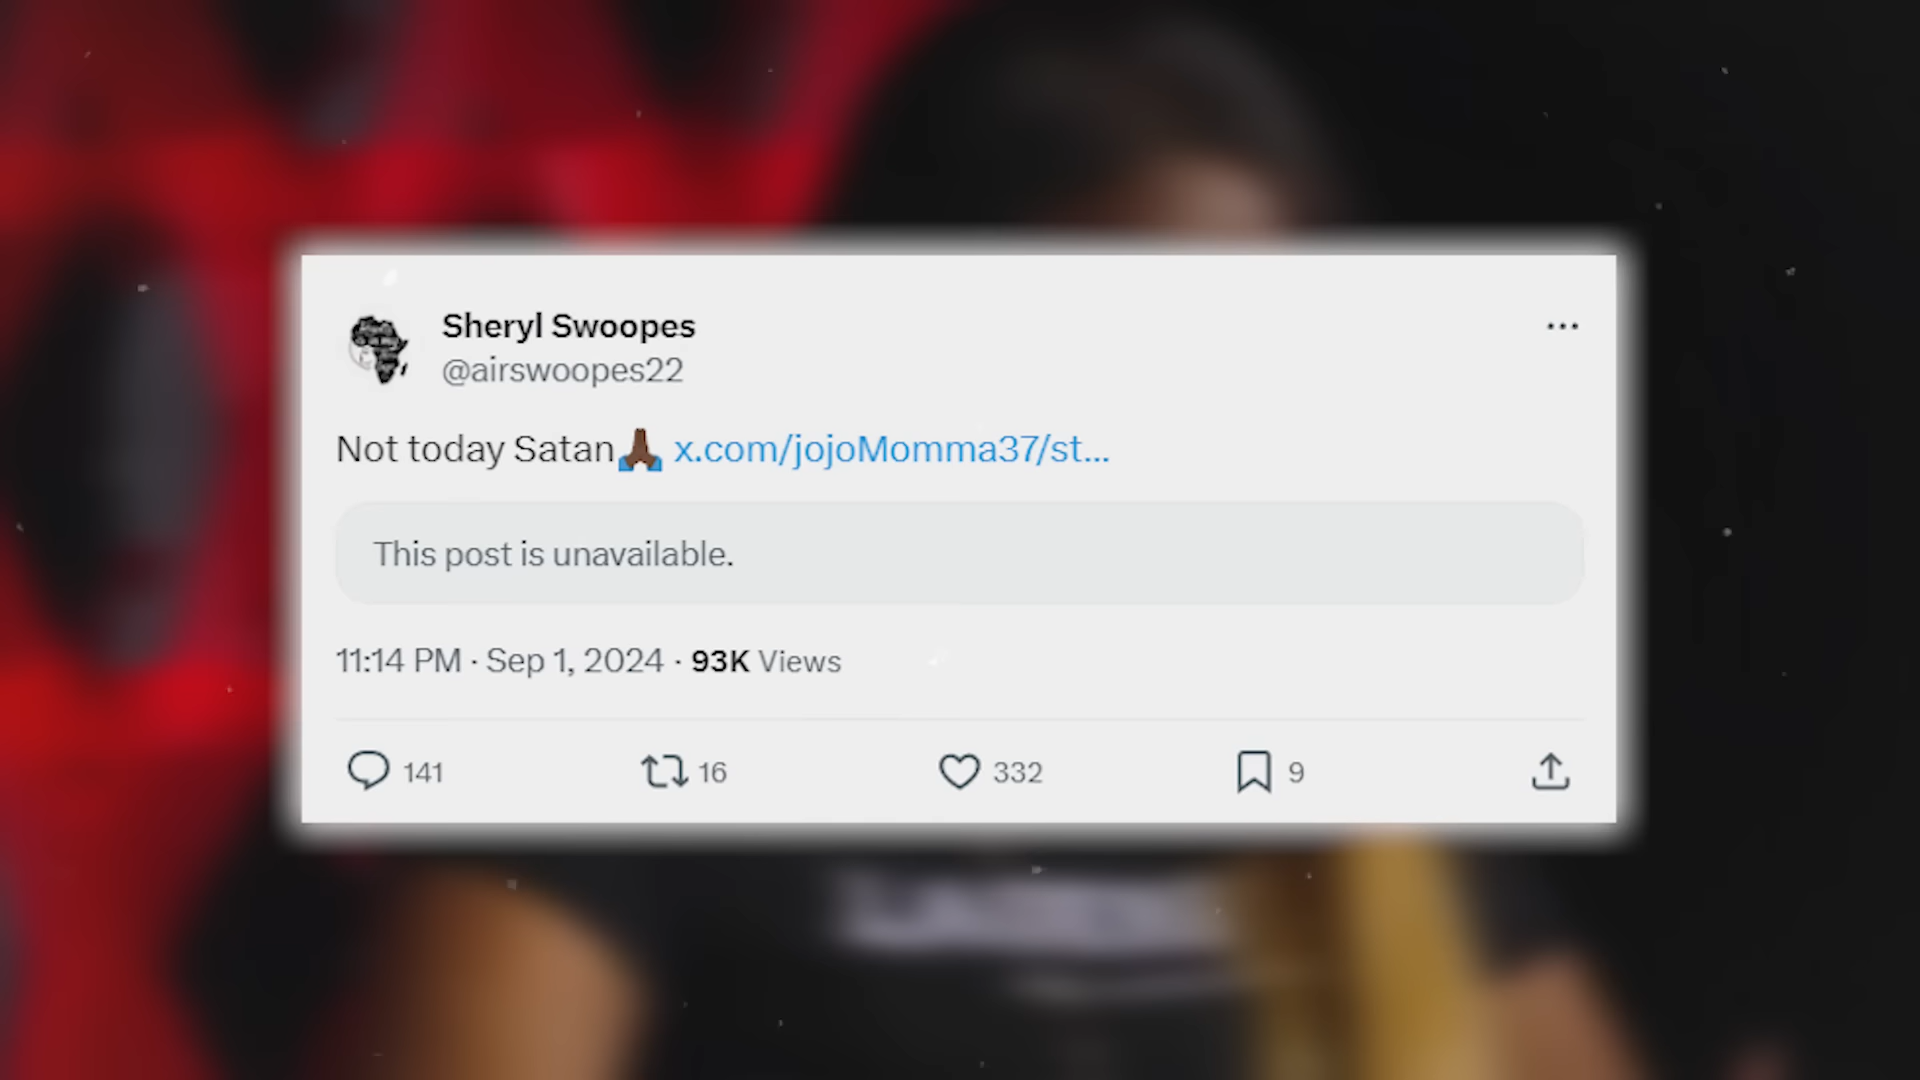 Sheryl Swoopes
@airswoopes22
Not today Satan🙏🏾 x.com/jojoMomma37/st...
This post is unavailable.
11:14 PM · Sep 1, 2024 · 93K Views
141 16 332 9